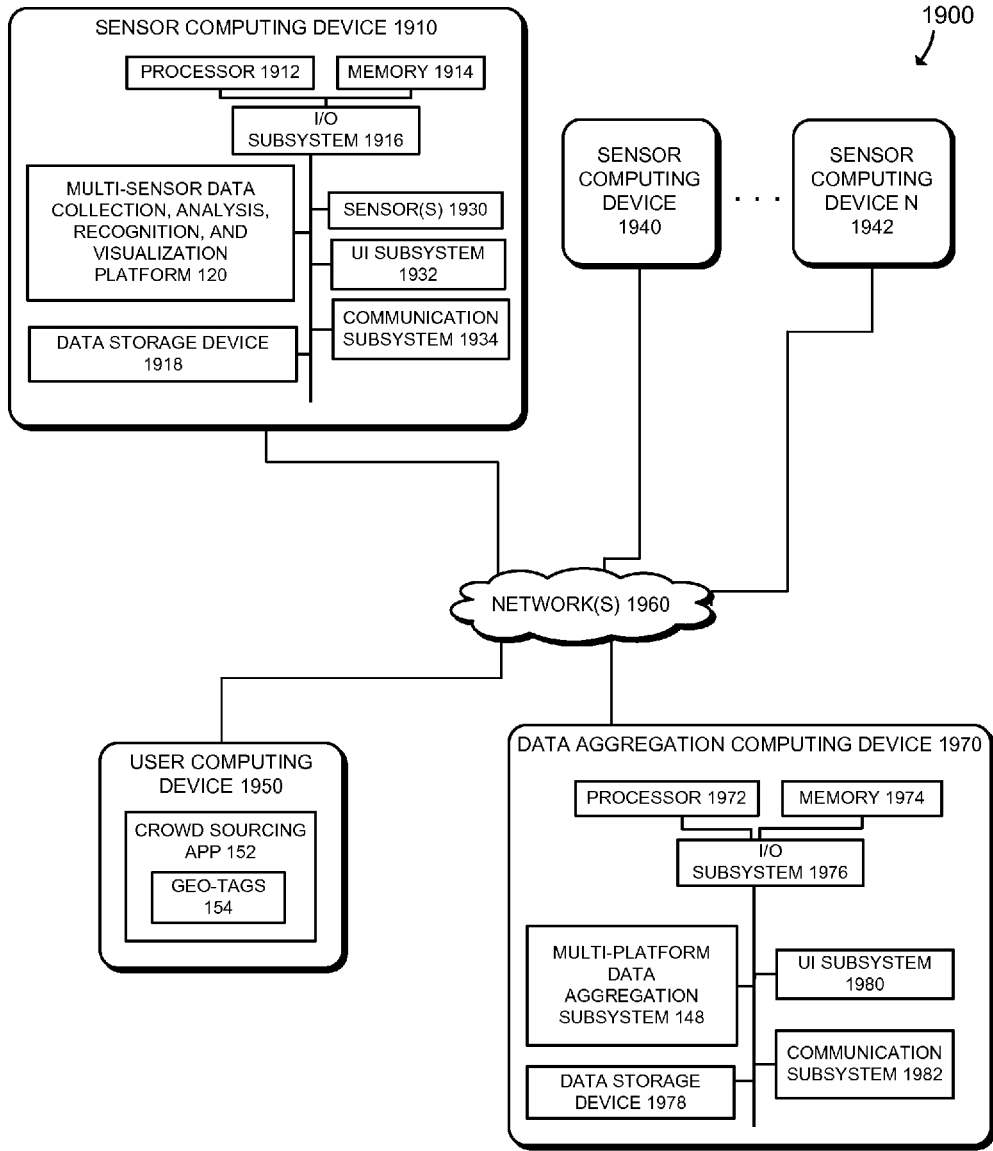 1900
SENSOR COMPUTING DEVICE 1910
PROCESSOR 1912
MEMORY 1914
I/O
SUBSYSTEM 1916
MULTI-SENSOR DATA
COLLECTION, ANALYSIS,
RECOGNITION, AND
VISUALIZATION
PLATFORM 120
SENSOR(S) 1930
UI SUBSYSTEM
1932
COMMUNICATION
SUBSYSTEM 1934
DATA STORAGE DEVICE
1918
SENSOR
COMPUTING
DEVICE
1940
. . .
SENSOR
COMPUTING
DEVICE N
1942
NETWORK(S) 1960
USER COMPUTING
DEVICE 1950
CROWD SOURCING
APP 152
GEO-TAGS
154
DATA AGGREGATION COMPUTING DEVICE 1970
PROCESSOR 1972
MEMORY 1974
I/O
SUBSYSTEM 1976
MULTI-PLATFORM
DATA
AGGREGATION
SUBSYSTEM 148
UI SUBSYSTEM
1980
COMMUNICATION
SUBSYSTEM 1982
DATA STORAGE
DEVICE 1978